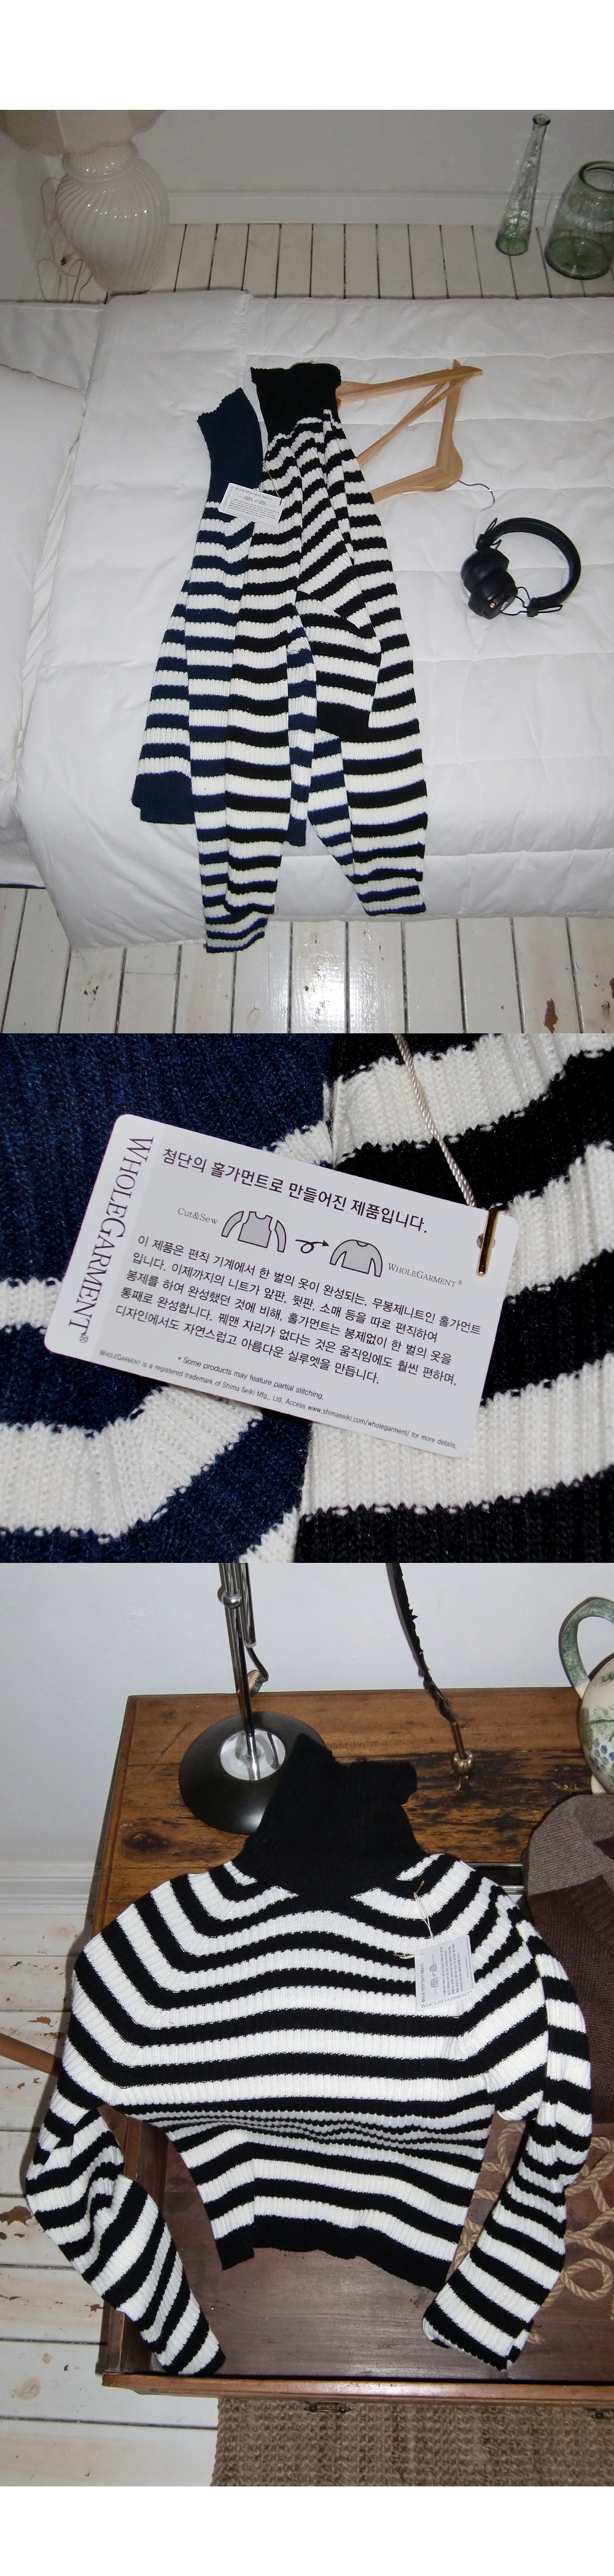 WHOLEGARMENT®
첨단의 홀가먼트로 만들어진 제품입니다.
Cut&Sew
WHOLEGARMENT®
이 제품은 편직 기계에서 한 벌의 옷이 완성되는, 무봉제니트인 홀가먼트
입니다. 이제까지의 니트가 앞판, 뒷판, 소매 등을 따로 편직하여
봉제를 하여 완성했던 것에 비해, 홀가먼트는 봉제없이 한 벌의 옷을
통째로 완성합니다. 꿰맨 자리가 없다는 것은 움직임에도 훨씬 편하며,
디자인에서도 자연스럽고 아름다운 실루엣을 만듭니다.
* Some products may feature partial stitching.
WHOLEGARMENT is a registered trademark of Shima Seiki Mfg., Ltd. Access www.shimaseiki.com/wholegarment/ for more details.
WHOLEGARMENT®